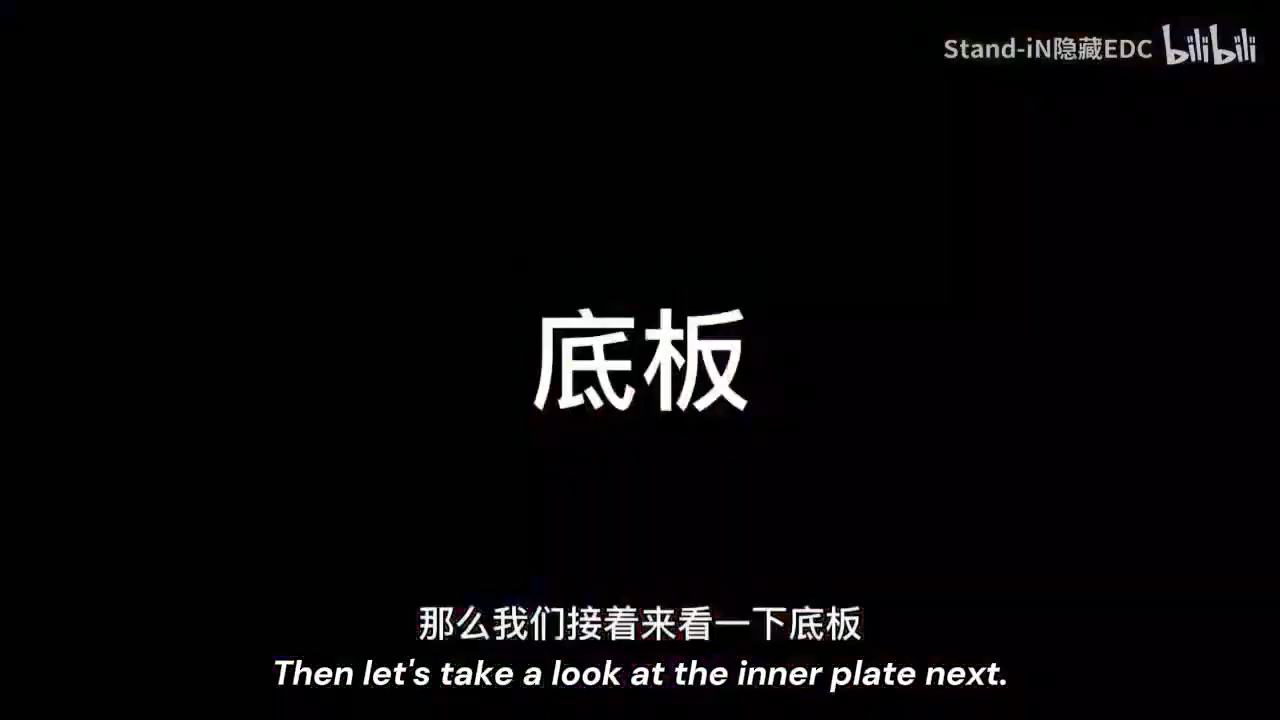 Stand-iN隐藏EDC bilibili
底板
那么我们接着来看一下底板
Then let's take a look at the inner plate next.